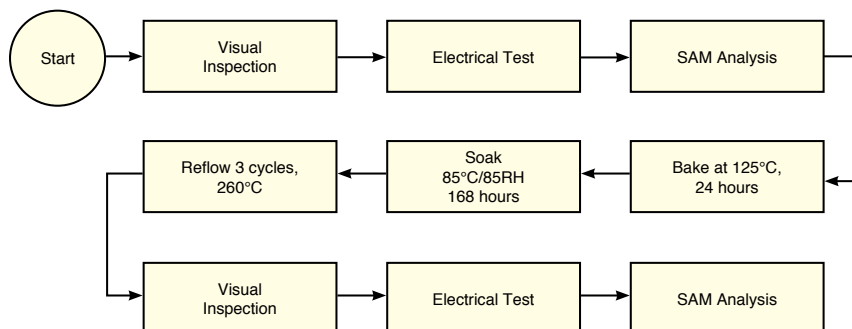 Start
Visual
Inspection
Electrical Test
SAM Analysis
Reflow 3 cycles,
260°C
Soak
85°C/85RH
168 hours
Bake at 125°C,
24 hours
Visual
Inspection
Electrical Test
SAM Analysis